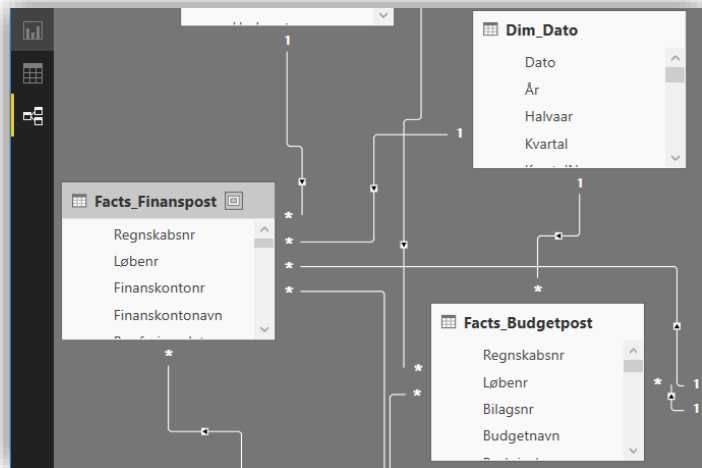 1
Dim_Dato
Dato
År
Halvaar
Kvartal
1
1
Facts_Finanspost
Regnskabsnr
Løbenr
Finanskontonr
Finanskontonavn
*
*
*
*
*
*
Facts_Budgetpost
Regnskabsnr
Løbenr
Bilagsnr
Budgetnavn
*
*
*
1
1